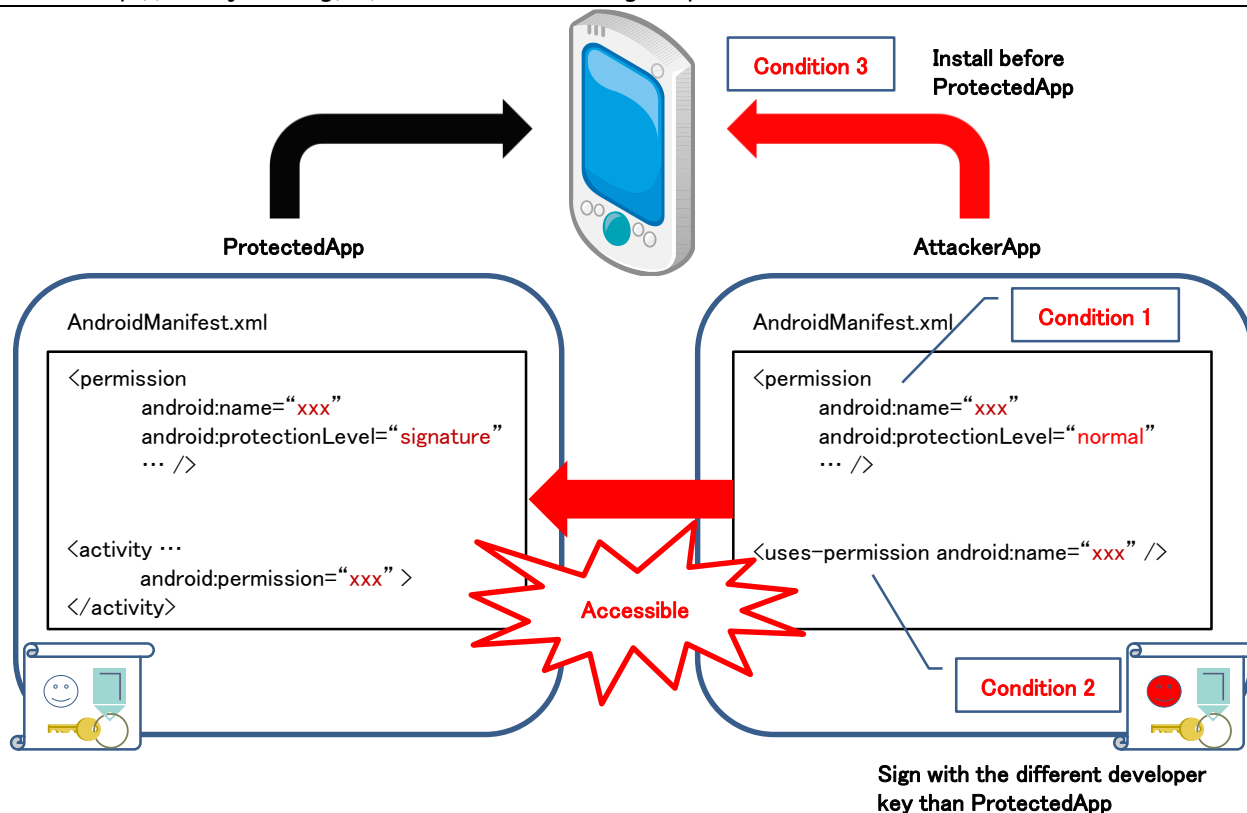 Condition 3
Install before
ProtectedApp
ProtectedApp
AttackerApp
AndroidManifest.xml
<permission
android:name=“xxx”
android:protectionLevel=“signature”
… />
<activity …
android:permission=“xxx” >
</activity>
AndroidManifest.xml
Condition 1
<permission
android:name=“xxx”
android:protectionLevel=“normal”
… />
<uses-permission android:name=“xxx” />
Accessible
Condition 2
Sign with the different developer
key than ProtectedApp